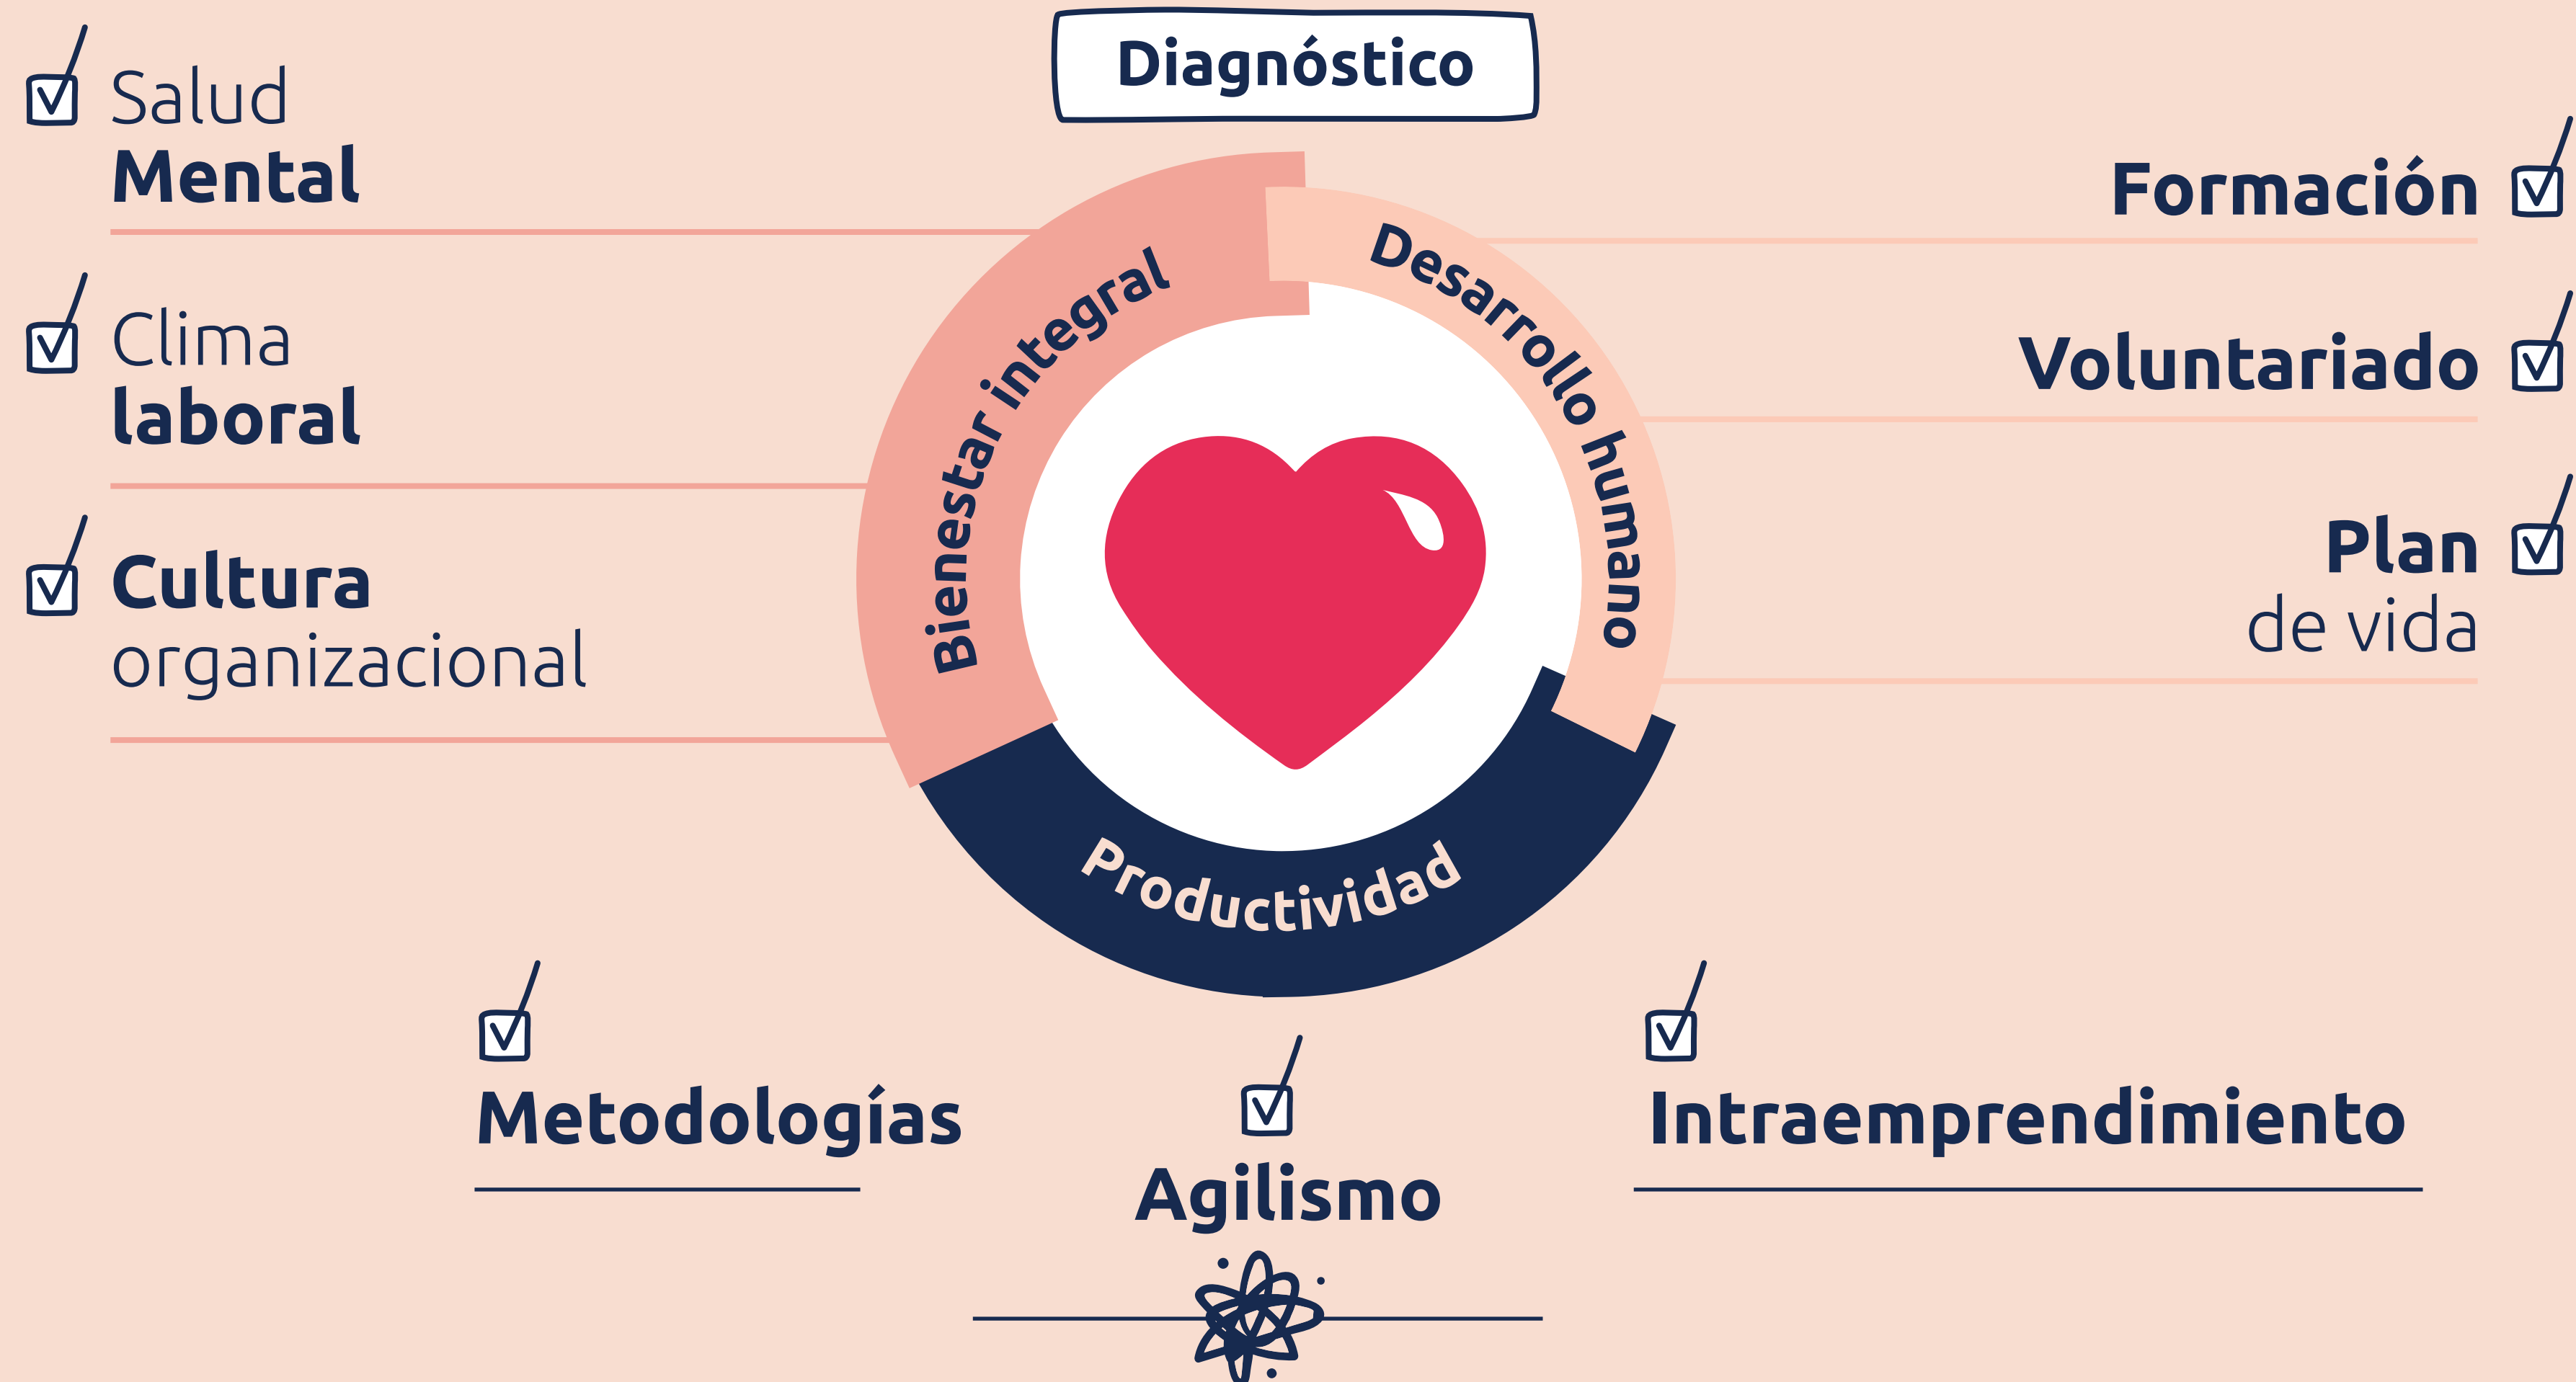 Diagnóstico
Salud
Mental
Clima
laboral
Cultura
organizacional
Bienestar integral
Desarrollo humano
Productividad
Formación
Voluntariado
Plan
de vida
Metodologías
Agilismo
Intraemprendimiento